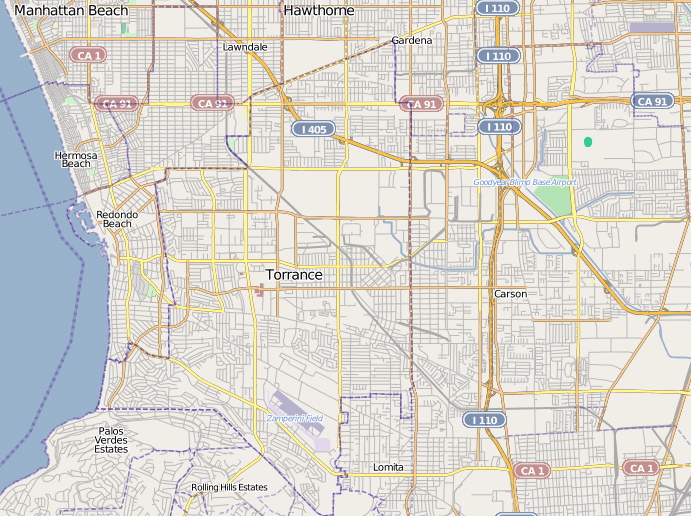 Manhattan Beach
Hawthorne
I 110
Lawndale
Gardena
CA 1
I 110
CA 91
CA 91
CA 91
CA 91
I 405
I 110
Hermosa
Beach
Goodyear Blimp Base Airport
Redondo
Beach
Torrance
Carson
Zamperini Field
I 110
Palos
Verdes
Estates
Lomita
CA 1
CA 1
Rolling Hills Estates